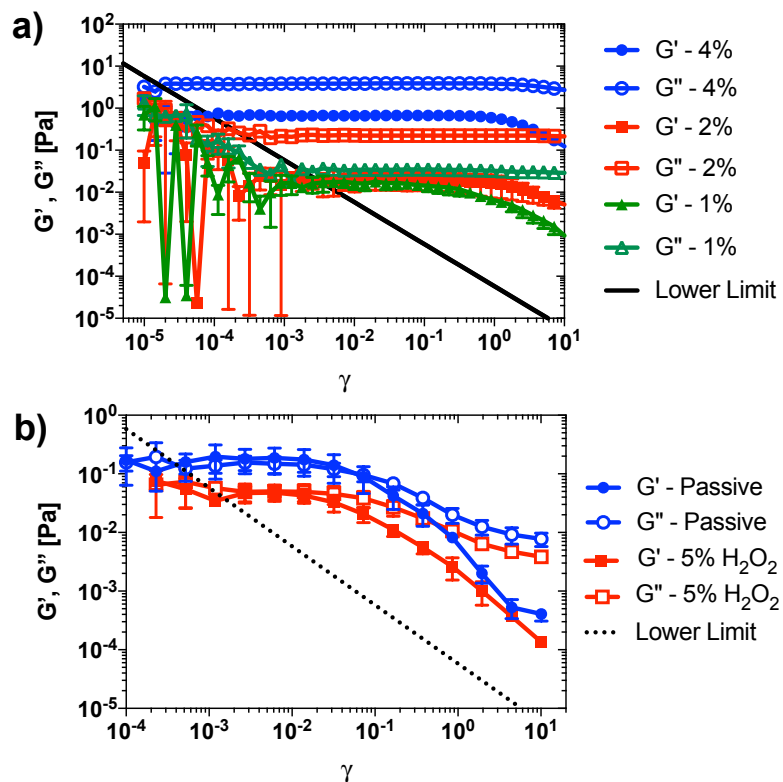 a)
G' , G" [Pa]
10²
10¹
10⁰
10⁻¹
10⁻²
10⁻³
10⁻⁴
10⁻⁵
10⁻⁵ 10⁻⁴ 10⁻³ 10⁻² 10⁻¹ 10⁰ 10¹
γ
G' - 4%
G" - 4%
G' - 2%
G" - 2%
G' - 1%
G" - 1%
Lower Limit
b)
G', G" [Pa]
10⁰
10⁻¹
10⁻²
10⁻³
10⁻⁴
10⁻⁵
10⁻⁴ 10⁻³ 10⁻² 10⁻¹ 10⁰ 10¹
γ
G' - Passive
G" - Passive
G' - 5% H₂O₂
G" - 5% H₂O₂
Lower Limit